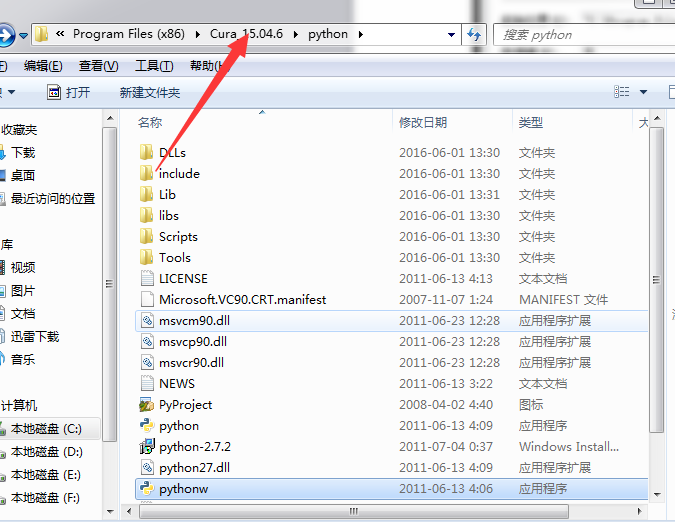 « Program Files (x86) ▸ Cura_15.04.6 ▸ python ▸ 搜索 python
编辑(E) 查看(V) 工具(T) 帮助(H)
打开 新建文件夹
名称 修改日期 类型
收藏夹
下载
桌面
最近访问的位置
库
视频
图片
文档
迅雷下载
音乐
计算机
本地磁盘 (C:)
本地磁盘 (D:)
本地磁盘 (E:)
本地磁盘 (F:)
DLLs 2016-06-01 13:30 文件夹
include 2016-06-01 13:30 文件夹
Lib 2016-06-01 13:31 文件夹
libs 2016-06-01 13:30 文件夹
Scripts 2016-06-01 13:30 文件夹
Tools 2016-06-01 13:30 文件夹
LICENSE 2011-06-13 4:13 文本文档
Microsoft.VC90.CRT.manifest 2007-11-07 1:24 MANIFEST 文件
msvcm90.dll 2011-06-23 12:28 应用程序扩展
msvcp90.dll 2011-06-23 12:28 应用程序扩展
msvcr90.dll 2011-06-23 12:28 应用程序扩展
NEWS 2011-06-13 3:22 文本文档
PyProject 2008-04-02 4:40 图标
python 2011-06-13 4:09 应用程序
python-2.7.2 2011-07-04 0:37 Windows Install...
python27.dll 2011-06-13 4:09 应用程序扩展
pythonw 2011-06-13 4:06 应用程序